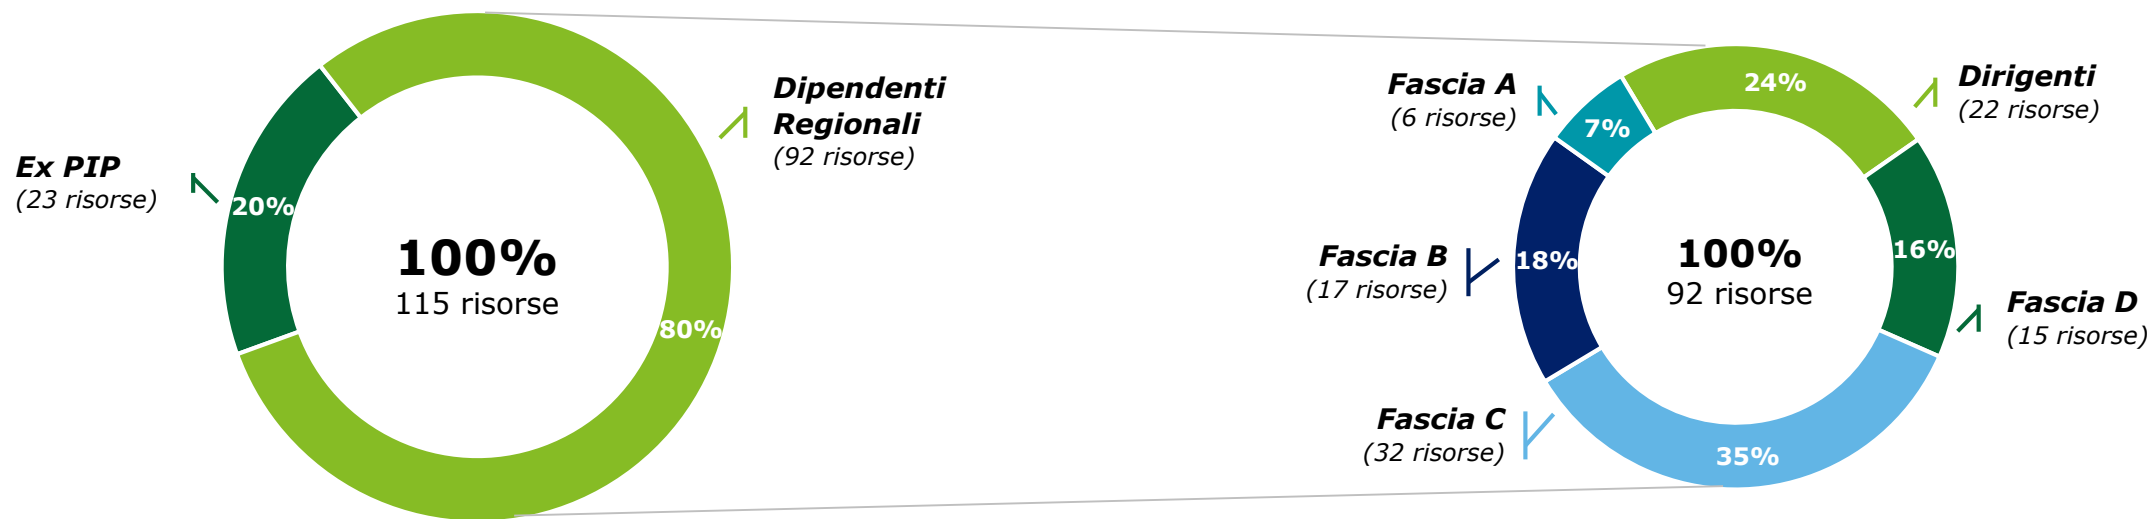 Ex PIP
(23 risorse)
20%
100%
115 risorse
80%
Dipendenti
Regionali
(92 risorse)
Fascia A
(6 risorse)
7%
24%
Dirigenti
(22 risorse)
Fascia B
(17 risorse)
18%
100%
92 risorse
16%
Fascia D
(15 risorse)
Fascia C
(32 risorse)
35%